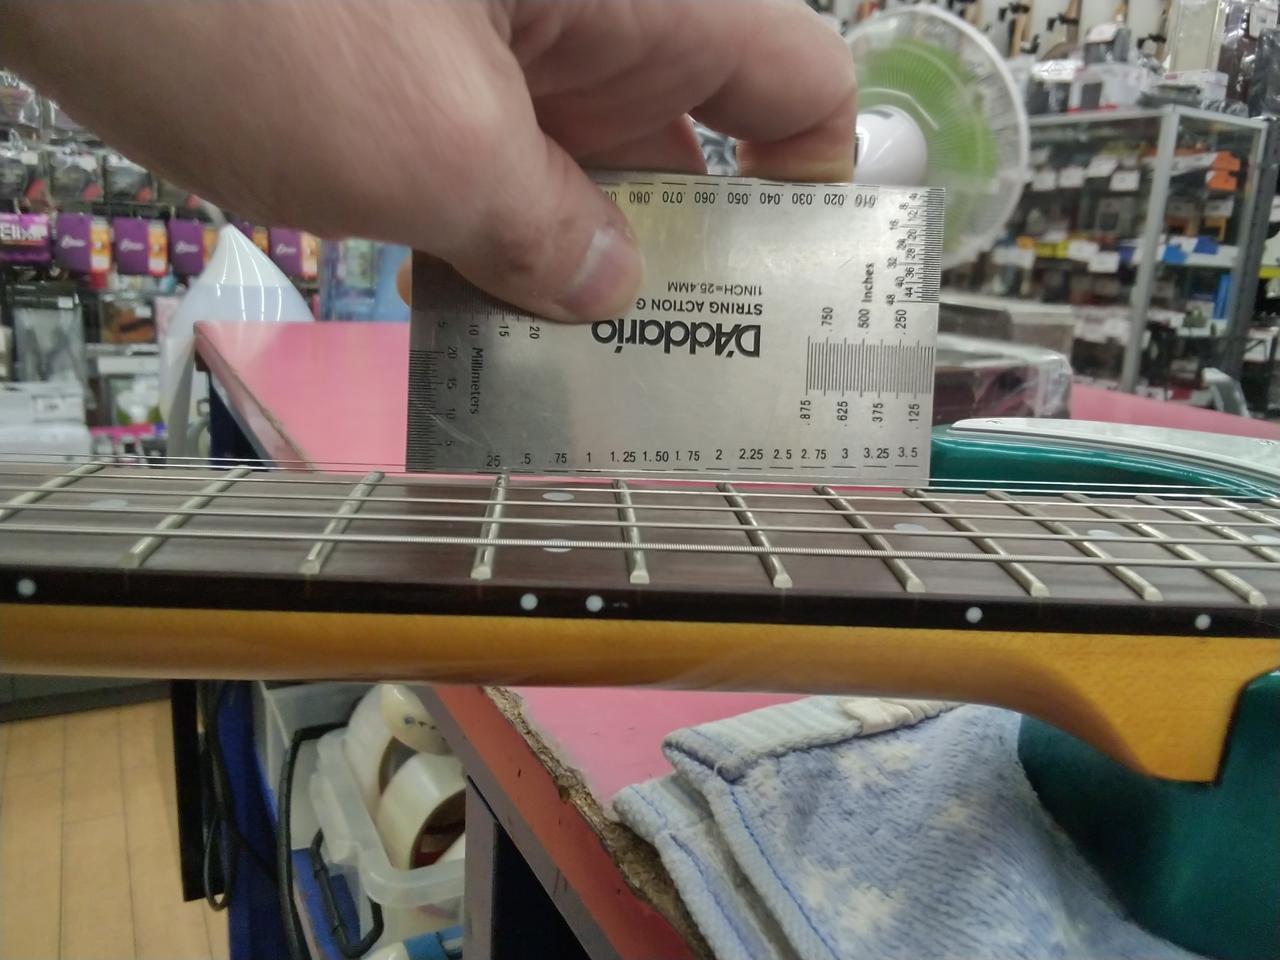 .080 .070 .060 .050 .040 .030 .020 .010
STRING ACTION G
1INCH=25.4MM
D'Addario
Inches
.750 .500 .250
.875 .625 .375 .125
48 40 44 36
32 24 28 20
16 8 12 4
5 10 15 20
Millimeters
20 15 10 5
25 .5 .75 1 1.25 1.50 1.75 2 2.25 2.5 2.75 3 3.25 3.5
Elixir